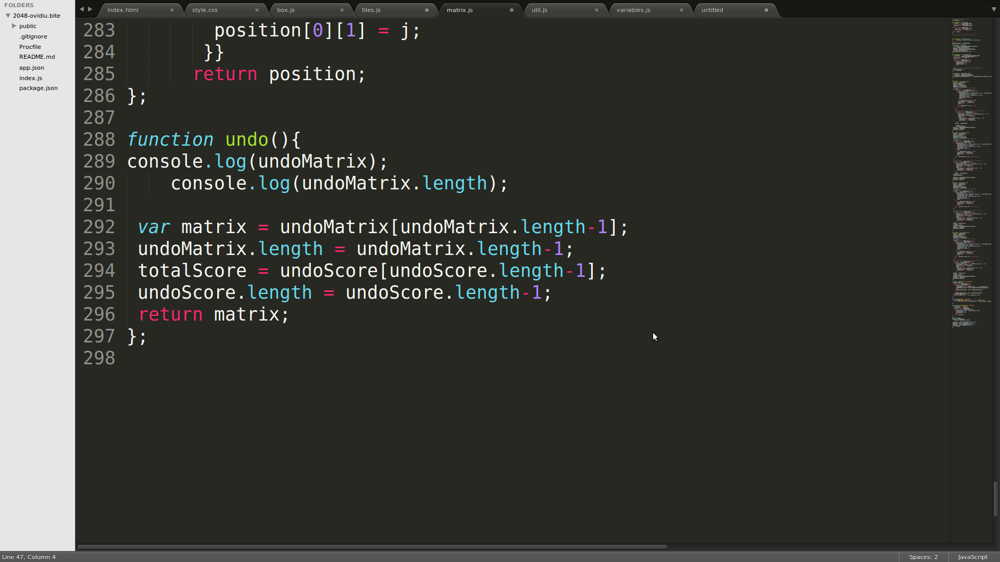 FOLDERS
2048-ovidiu.bite
public
.gitignore
Procfile
README.md
app.json
index.js
package.json
index.html
style.css
box.js
tiles.js
matrix.js
util.js
variables.js
untitled
283 position[0][1] = j;
284 }}
285 return position;
286 };
287
288 function undo(){
289 console.log(undoMatrix);
290 console.log(undoMatrix.length);
291
292 var matrix = undoMatrix[undoMatrix.length-1];
293 undoMatrix.length = undoMatrix.length-1;
294 totalScore = undoScore[undoScore.length-1];
295 undoScore.length = undoScore.length-1;
296 return matrix;
297 };
298
Line 47, Column 4
Spaces: 2
JavaScript